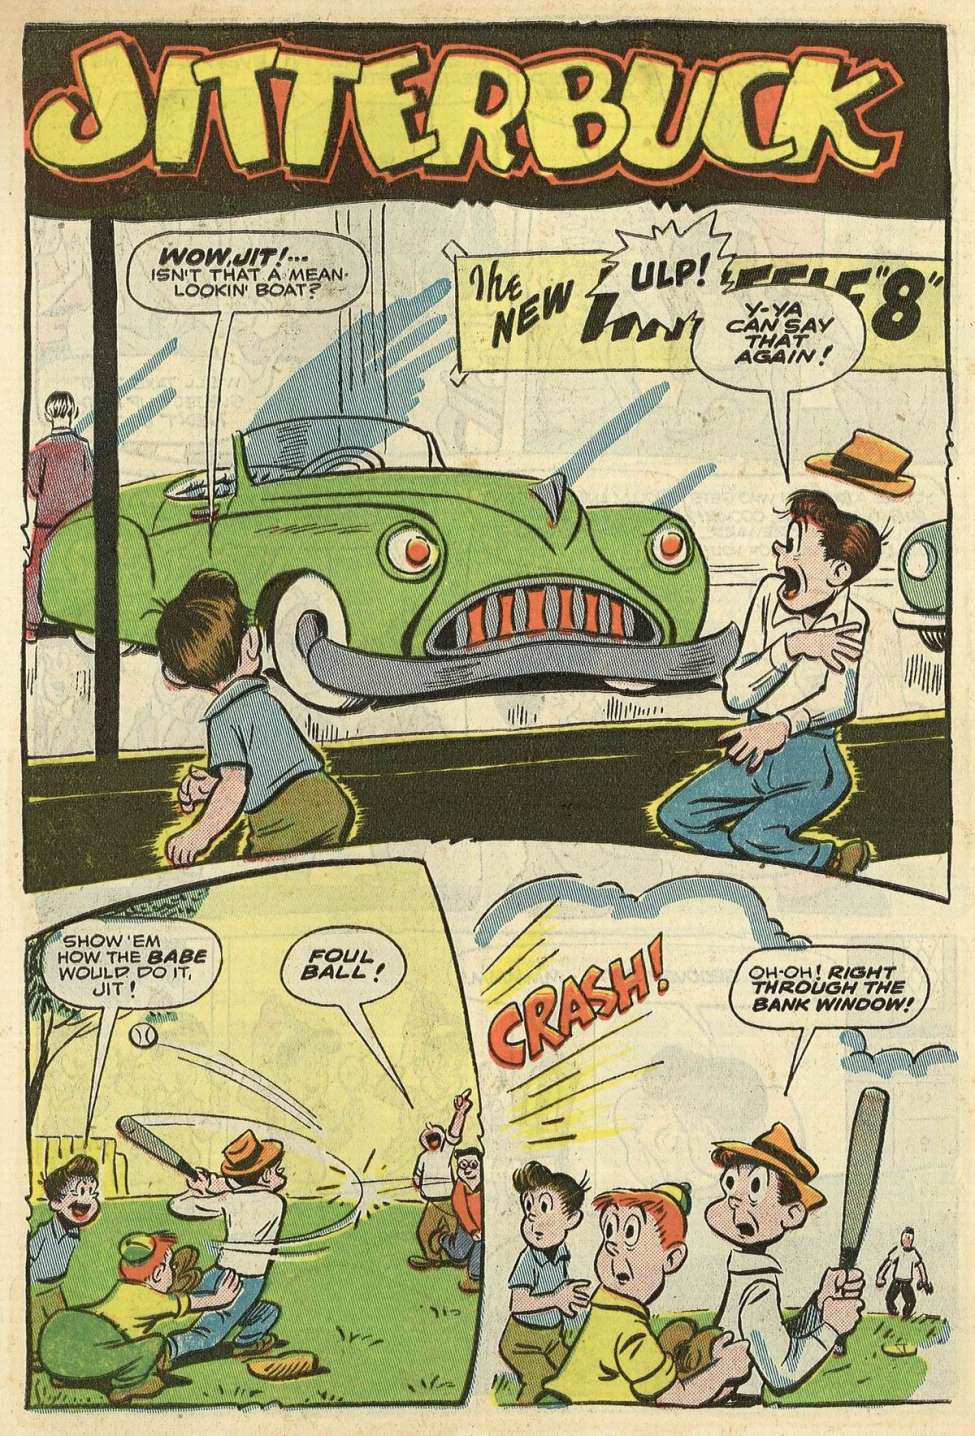 JITTERBUCK
WOW, JIT!...
ISN'T THAT A MEAN-
LOOKIN' BOAT?
The
NEW
"8"
ULP!
Y-YA
CAN SAY
THAT
AGAIN!
SHOW 'EM
HOW THE BABE
WOULD DO IT,
JIT!
FOUL
BALL!
CRASH!
OH-OH! RIGHT
THROUGH THE
BANK WINDOW!